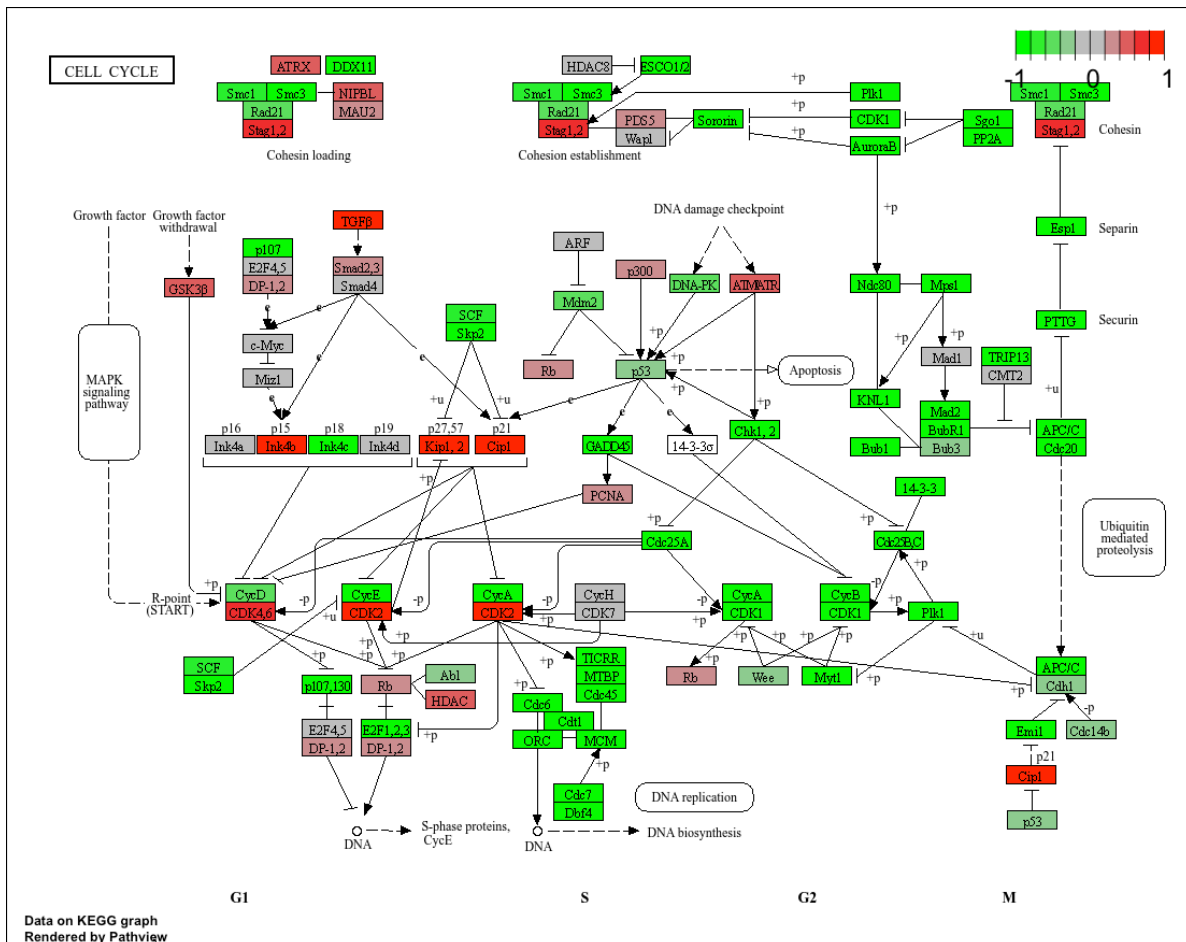 CELL CYCLE
-1 0 1
ATRX DDX11
Smc1 Smc3 NIPBL
Rad21 MAU2
Stag1,2
Cohesin loading
HDAC8 ESCO1/2
Smc1 Smc3
Rad21
Stag1,2
PDS5
Wapl
Sororin
Cohesion establishment
+p
Plk1
+p
CDK1
+p
AuroraB
Sgo1
PP2A
Smc1 Smc3
Rad21
Stag1,2
Cohesin
+p
Growth factor
Growth factor
withdrawal
GSK3β
p107
E2F4,5
DP-1,2
TGFβ
Smad2,3
Smad4
e
e
c-Myc
Miz1
e
e
SCF
Skp2
+u
+u
e
DNA damage checkpoint
ARF
p300
DNA-PK
ATM/ATR
Mdm2
Rb
+p
+p
p53
+p
+p
Apoptosis
e
e
e
GADD45
14-3-3σ
Chk1, 2
PCNA
Esp1
Separin
PTTG
Securin
Ndc80
Mps1
+p
+p
Mad1
TRIP13
CMT2
+u
KNL1
Mad2
BubR1
Bub1
Bub3
APC/C
Cdc20
MAPK
signaling
pathway
p16 p15 p18 p19
Ink4a Ink4b Ink4c Ink4d
p27,57 p21
Kip1, 2 Cip1
+p
14-3-3
+p
Cdc25A
+p
Cdc25B,C
Ubiquitin
mediated
proteolysis
R-point
(START)
+p
CycD
CDK4,6
-p
CycE
CDK2
-p
CycA
CDK2
-p
+p
CycH
CDK7
+p
CycA
CDK1
-p
CycB
CDK1
+p
+p
Plk1
+u
+u
+p
+p
+p
SCF
Skp2
p107,130
Rb
Abl
HDAC
+p
TICRR
MTBP
Cdc45
+p
Rb
+p
+p
Wee
Myt1
+p
+p
APC/C
Cdh1
-p
E2F4,5
DP-1,2
E2F1,2,3
DP-1,2
+p
+p
Cdc6
Cdt1
ORC
MCM
+p
Cdc7
Dbf4
Emi1
Cdc14b
p21
Cip1
p53
DNA replication
DNA
S-phase proteins,
CycE
DNA
DNA biosynthesis
G1 S G2 M
Data on KEGG graph
Rendered by Pathview